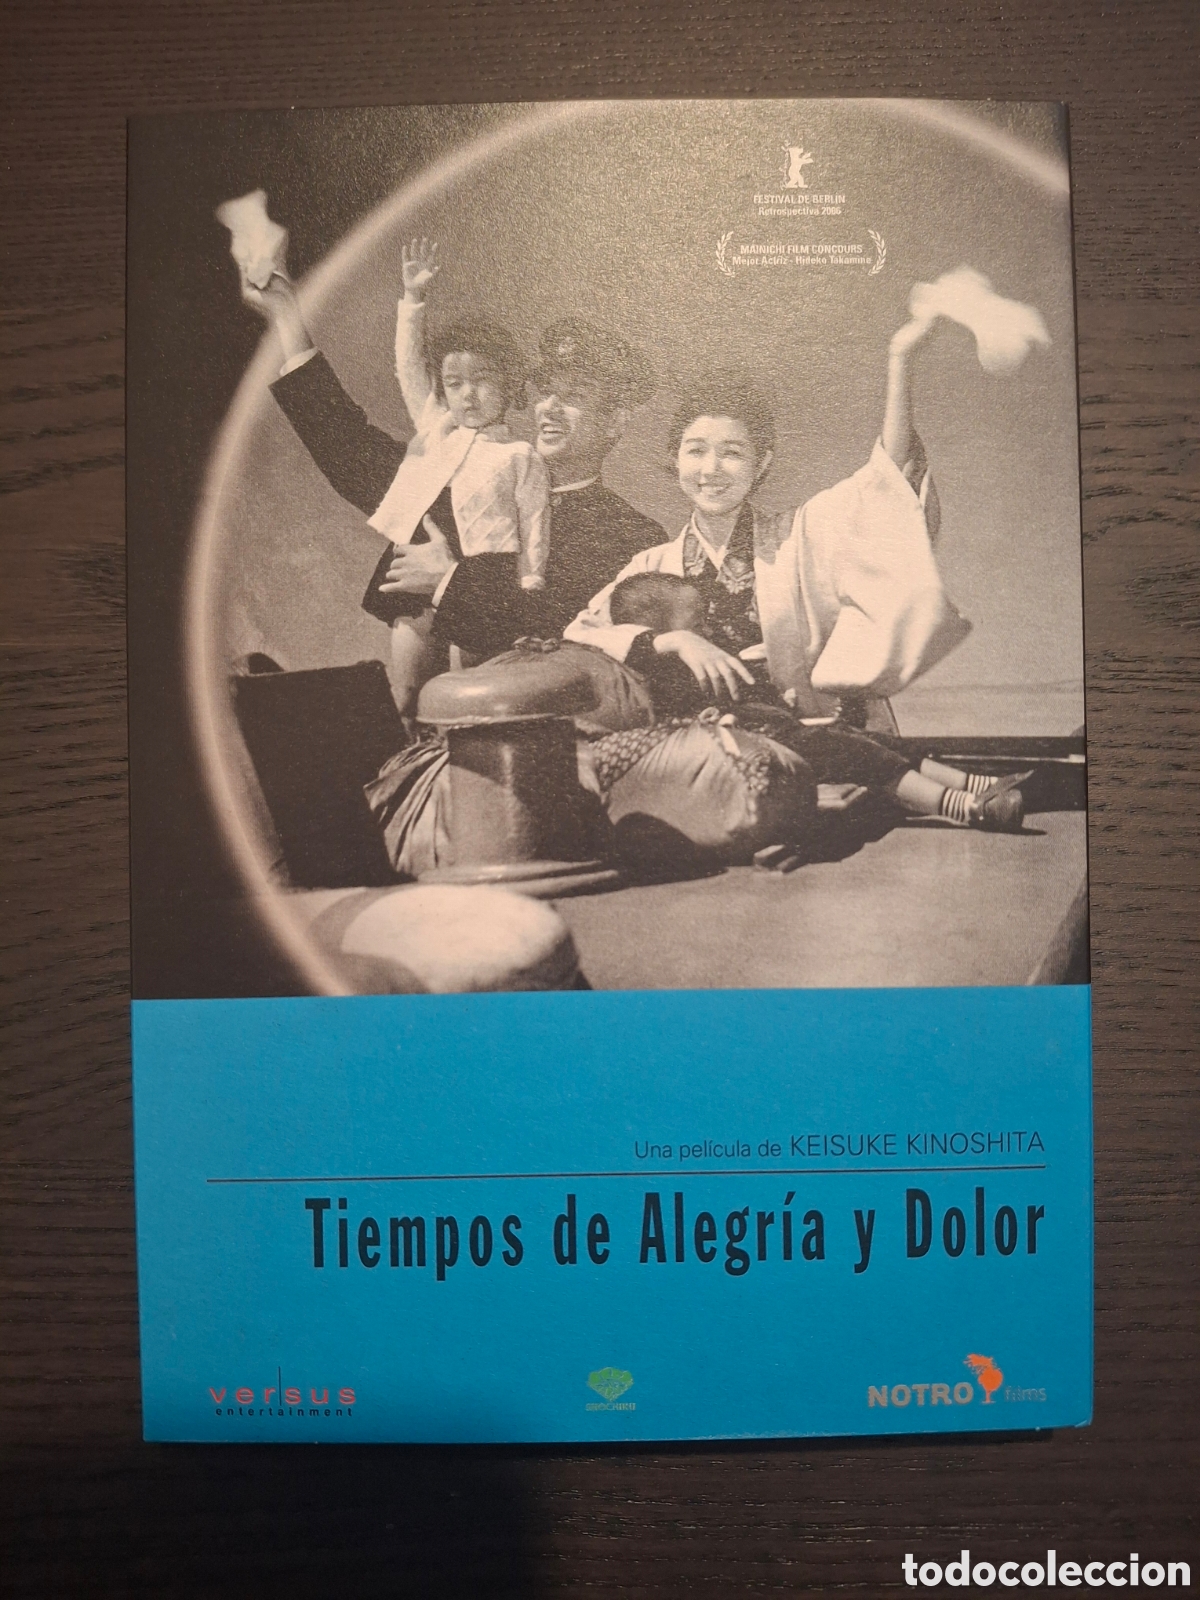 FESTIVAL DE BERLIN
Retrospectiva 2006
MAINICHI FILM CONCOURS
Mejor Actriz - Hideko Takamine
Una película de KEISUKE KINOSHITA
Tiempos de Alegría y Dolor
versus
entertainment
SHOCHIKU
NOTRO films
todocoleccion